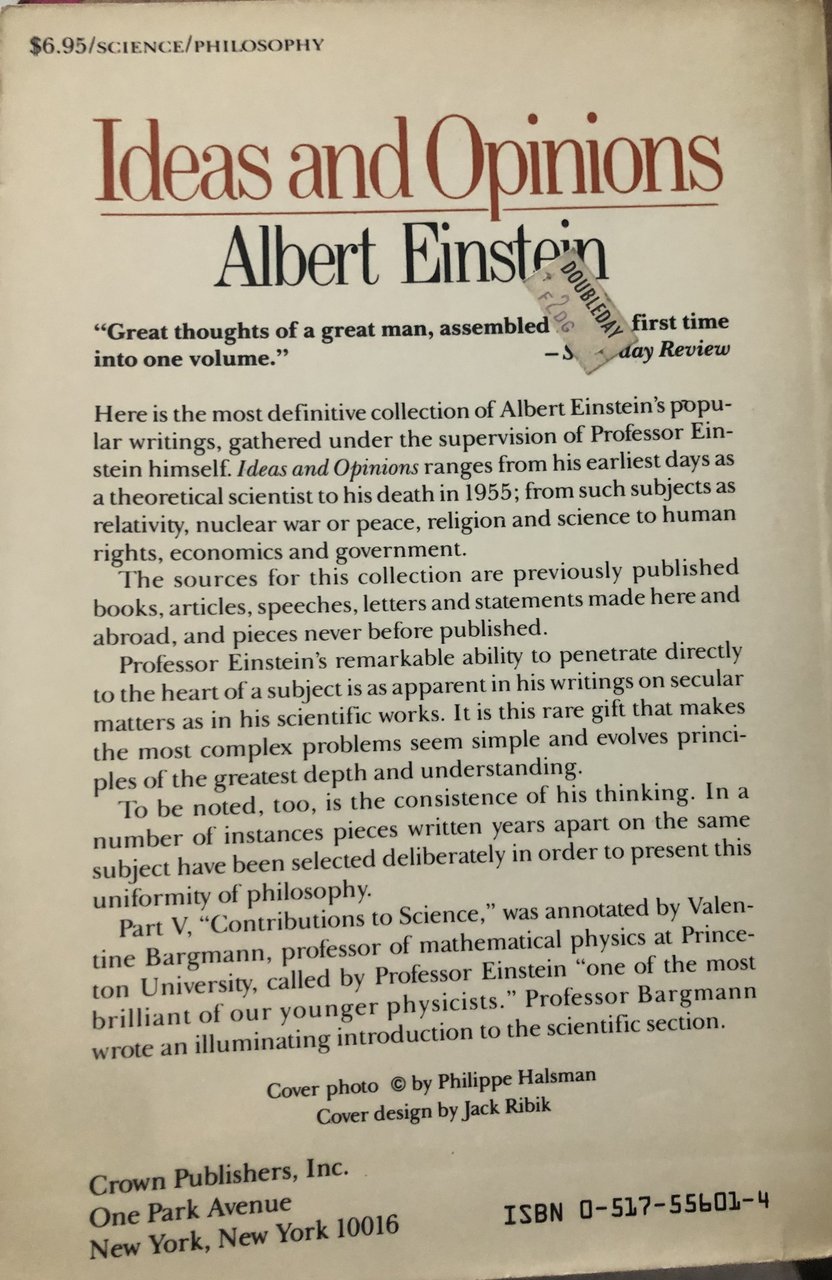 $6.95/SCIENCE/PHILOSOPHY
Ideas and Opinions
Albert Einstein
DOUBLEDAY
“Great thoughts of a great man, assembled first time
into one volume.” –S day Review
Here is the most definitive collection of Albert Einstein’s popu-
lar writings, gathered under the supervision of Professor Ein-
stein himself. Ideas and Opinions ranges from his earliest days as
a theoretical scientist to his death in 1955; from such subjects as
relativity, nuclear war or peace, religion and science to human
rights, economics and government.
The sources for this collection are previously published
books, articles, speeches, letters and statements made here and
abroad, and pieces never before published.
Professor Einstein’s remarkable ability to penetrate directly
to the heart of a subject is as apparent in his writings on secular
matters as in his scientific works. It is this rare gift that makes
the most complex problems seem simple and evolves princi-
ples of the greatest depth and understanding.
To be noted, too, is the consistence of his thinking. In a
number of instances pieces written years apart on the same
subject have been selected deliberately in order to present this
uniformity of philosophy.
Part V, “Contributions to Science,” was annotated by Valen-
tine Bargmann, professor of mathematical physics at Prince-
ton University, called by Professor Einstein “one of the most
brilliant of our younger physicists.” Professor Bargmann
wrote an illuminating introduction to the scientific section.
Cover photo © by Philippe Halsman
Cover design by Jack Ribik
Crown Publishers, Inc.
One Park Avenue
New York, New York 10016
ISBN 0-517-55601-4